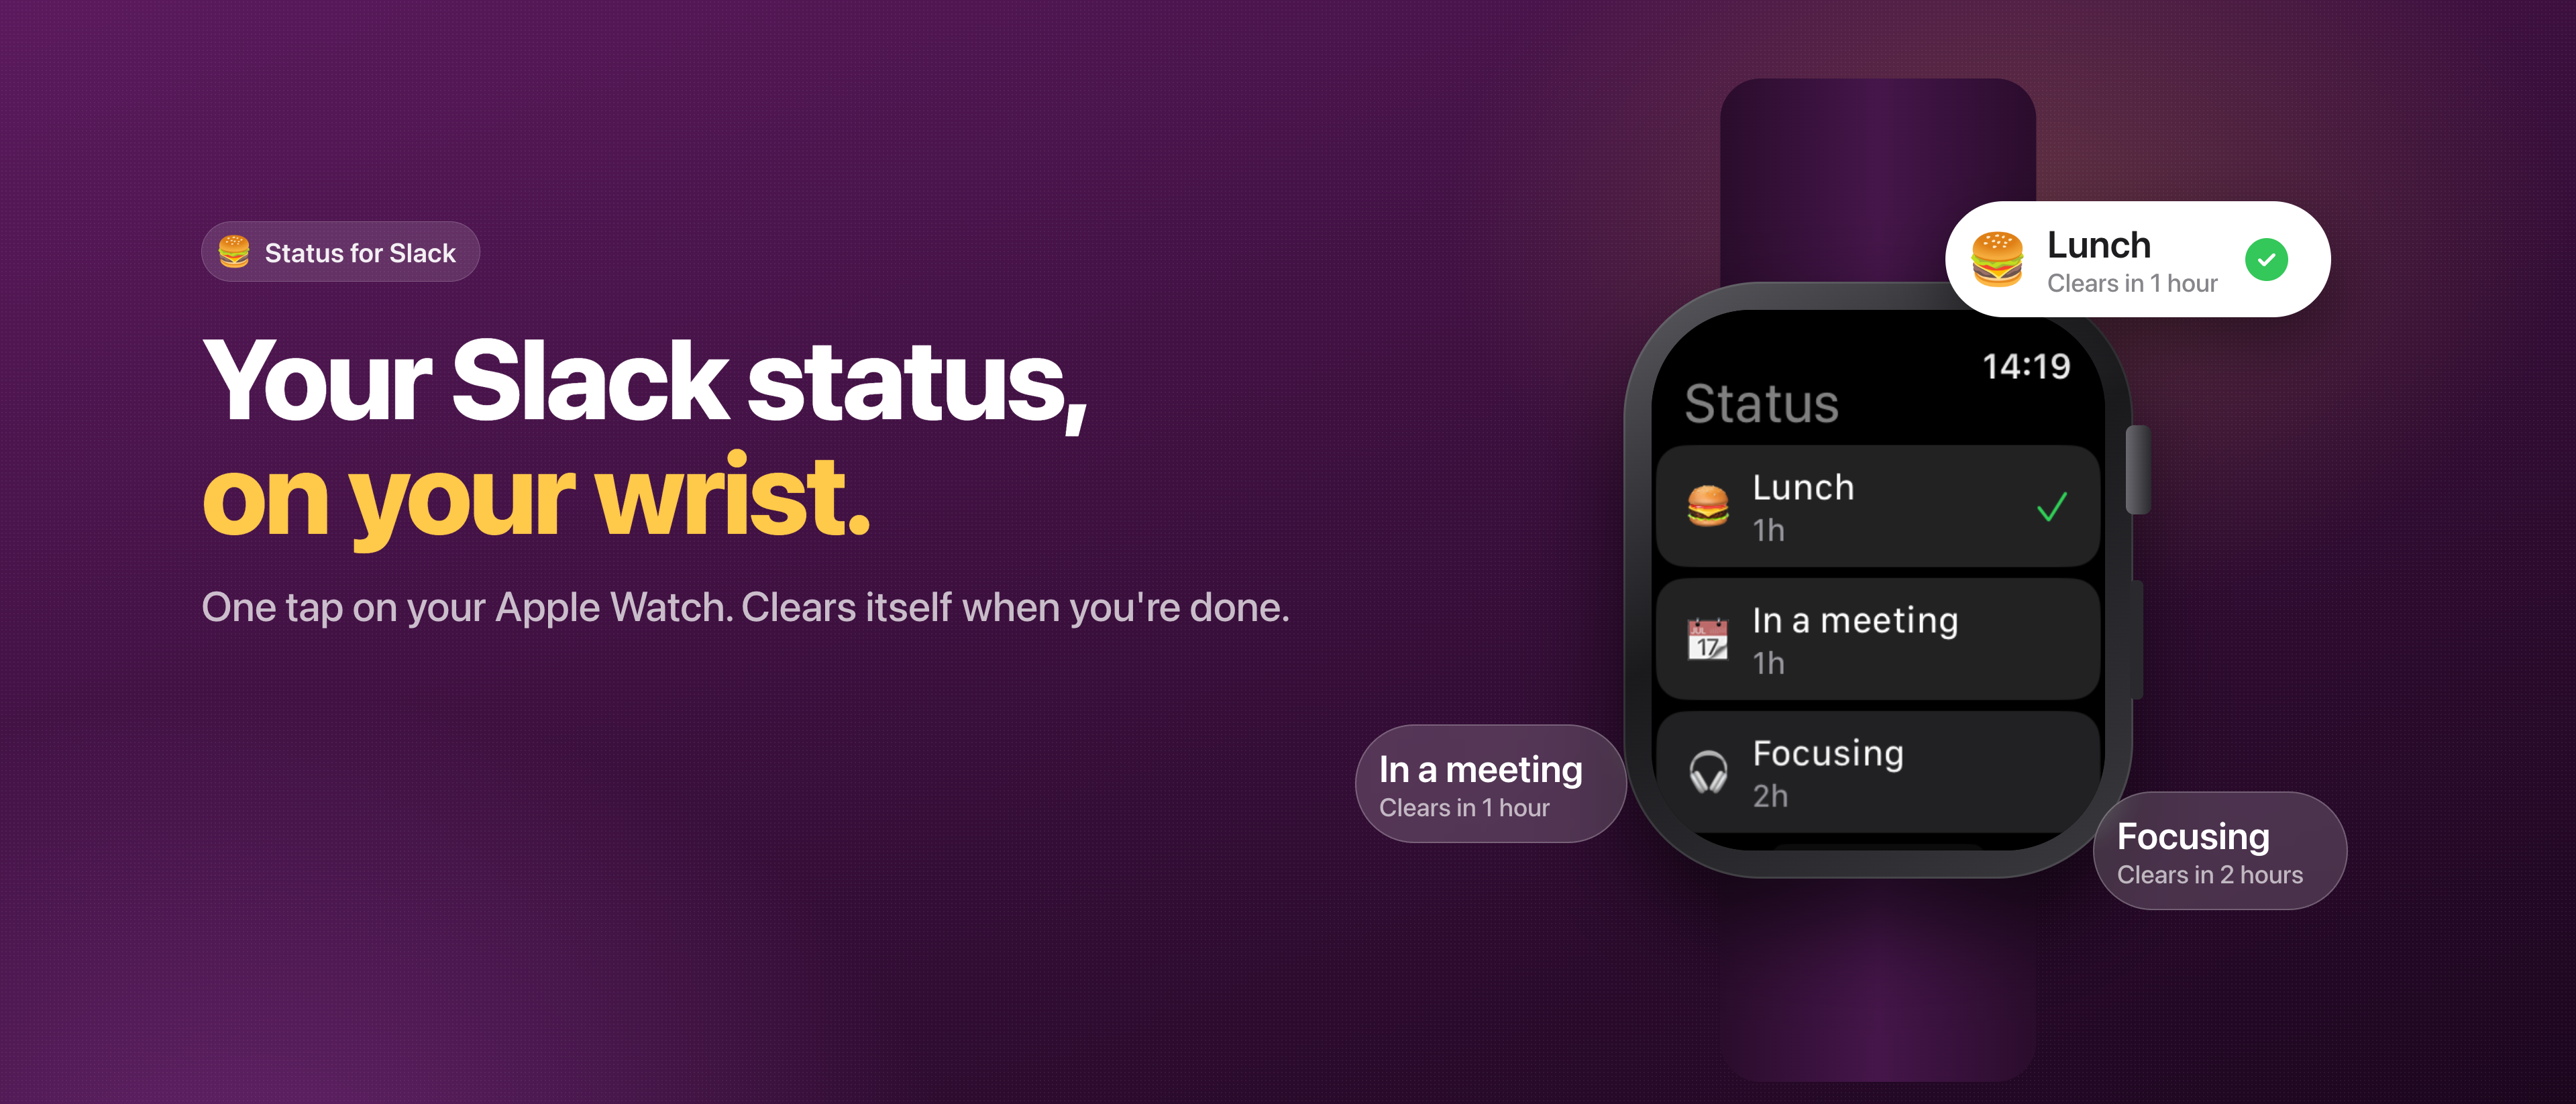 Status for Slack
Your Slack status,
on your wrist.
One tap on your Apple Watch. Clears itself when you're done.
Lunch
Clears in 1 hour
14:19
Status
Lunch
1h
In a meeting
1h
JUL
17
Focusing
2h
In a meeting
Clears in 1 hour
Focusing
Clears in 2 hours